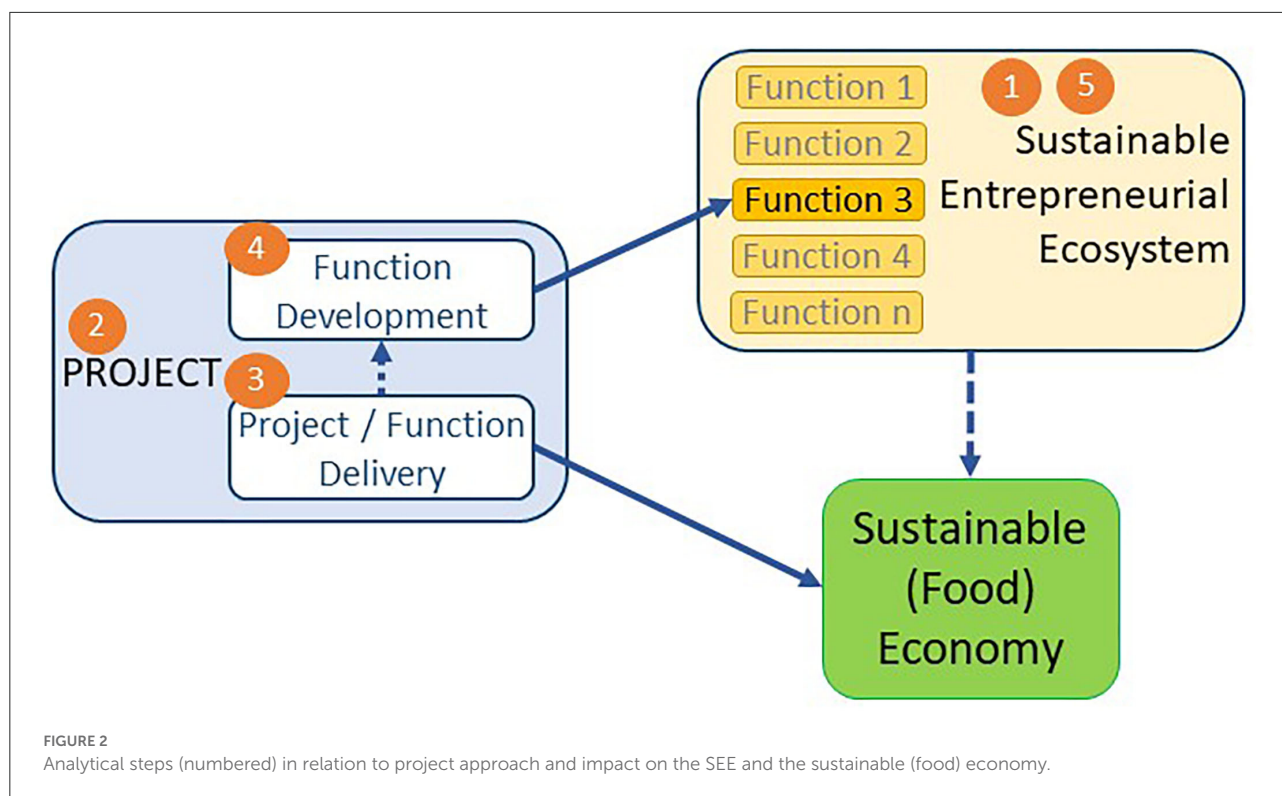 Function 1
Function 2
Function 3
Function 4
Function n
1
5
Sustainable
Entrepreneurial
Ecosystem
2
PROJECT
4
Function
Development
3
Project / Function
Delivery
Sustainable
(Food)
Economy
FIGURE 2
Analytical steps (numbered) in relation to project approach and impact on the SEE and the sustainable (food) economy.